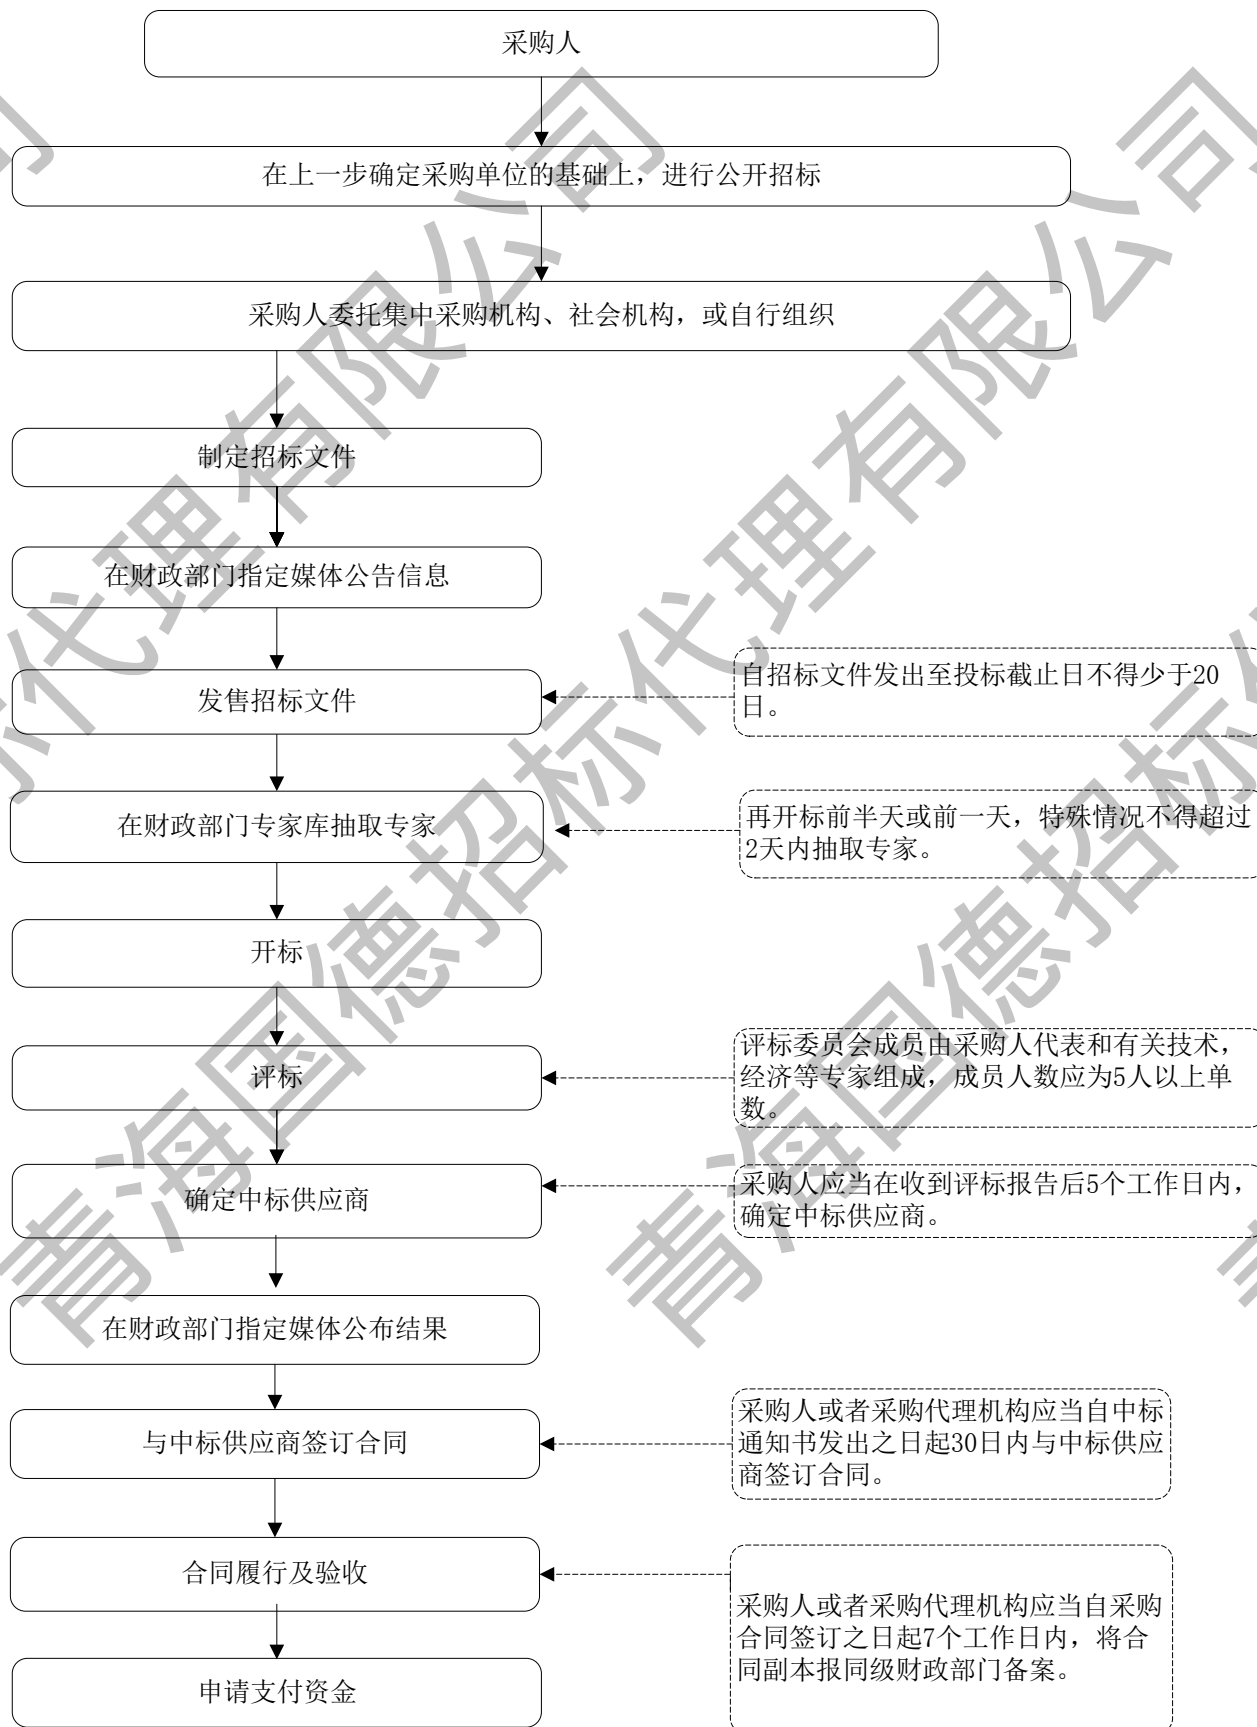 采购人
在上一步确定采购单位的基础上，进行公开招标
采购人委托集中采购机构、社会机构，或自行组织
制定招标文件
在财政部门指定媒体公告信息
发售招标文件
自招标文件发出至投标截止日不得少于20
日。
在财政部门专家库抽取专家
再开标前半天或前一天，特殊情况不得超过
2天内抽取专家。
开标
评标
评标委员会成员由采购人代表和有关技术，
经济等专家组成，成员人数应为5人以上单
数。
确定中标供应商
采购人应当在收到评标报告后5个工作日内，
确定中标供应商。
在财政部门指定媒体公布结果
与中标供应商签订合同
采购人或者采购代理机构应当自中标
通知书发出之日起30日内与中标供应
商签订合同。
合同履行及验收
采购人或者采购代理机构应当自采购
合同签订之日起7个工作日内，将合
同副本报同级财政部门备案。
申请支付资金
青海国德招标代理有限公司
青海国德招标代理有限公司